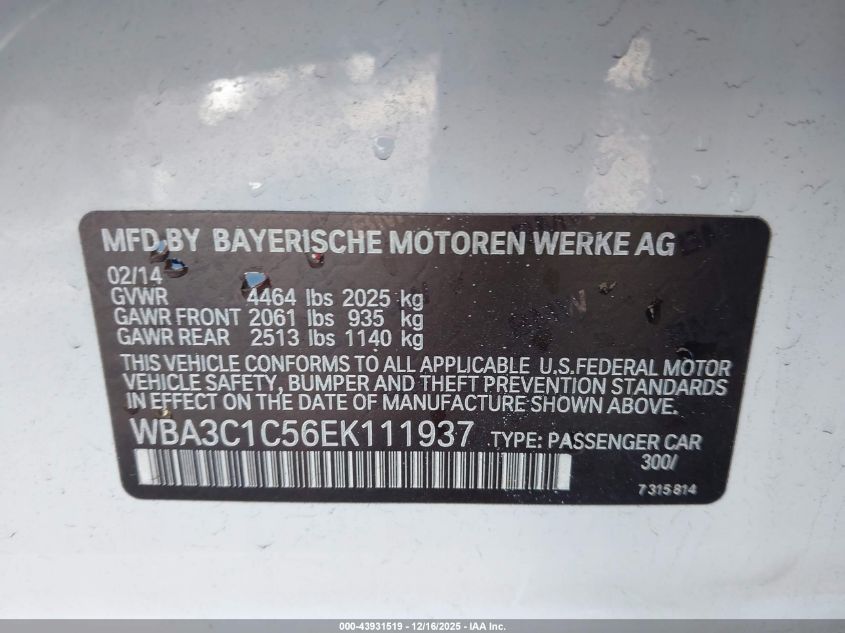 MFD BY BAYERISCHE MOTOREN WERKE AG
02/14
GVWR 4464 lbs 2025 kg
GAWR FRONT 2061 lbs 935 kg
GAWR REAR 2513 lbs 1140 kg
THIS VEHICLE CONFORMS TO ALL APPLICABLE U.S.FEDERAL MOTOR
VEHICLE SAFETY, BUMPER AND THEFT PREVENTION STANDARDS
IN EFFECT ON THE DATE OF MANUFACTURE SHOWN ABOVE.
WBA3C1C56EK111937 TYPE: PASSENGER CAR
300/
7315814
000-43931519 - 12/16/2025 - IAA Inc.